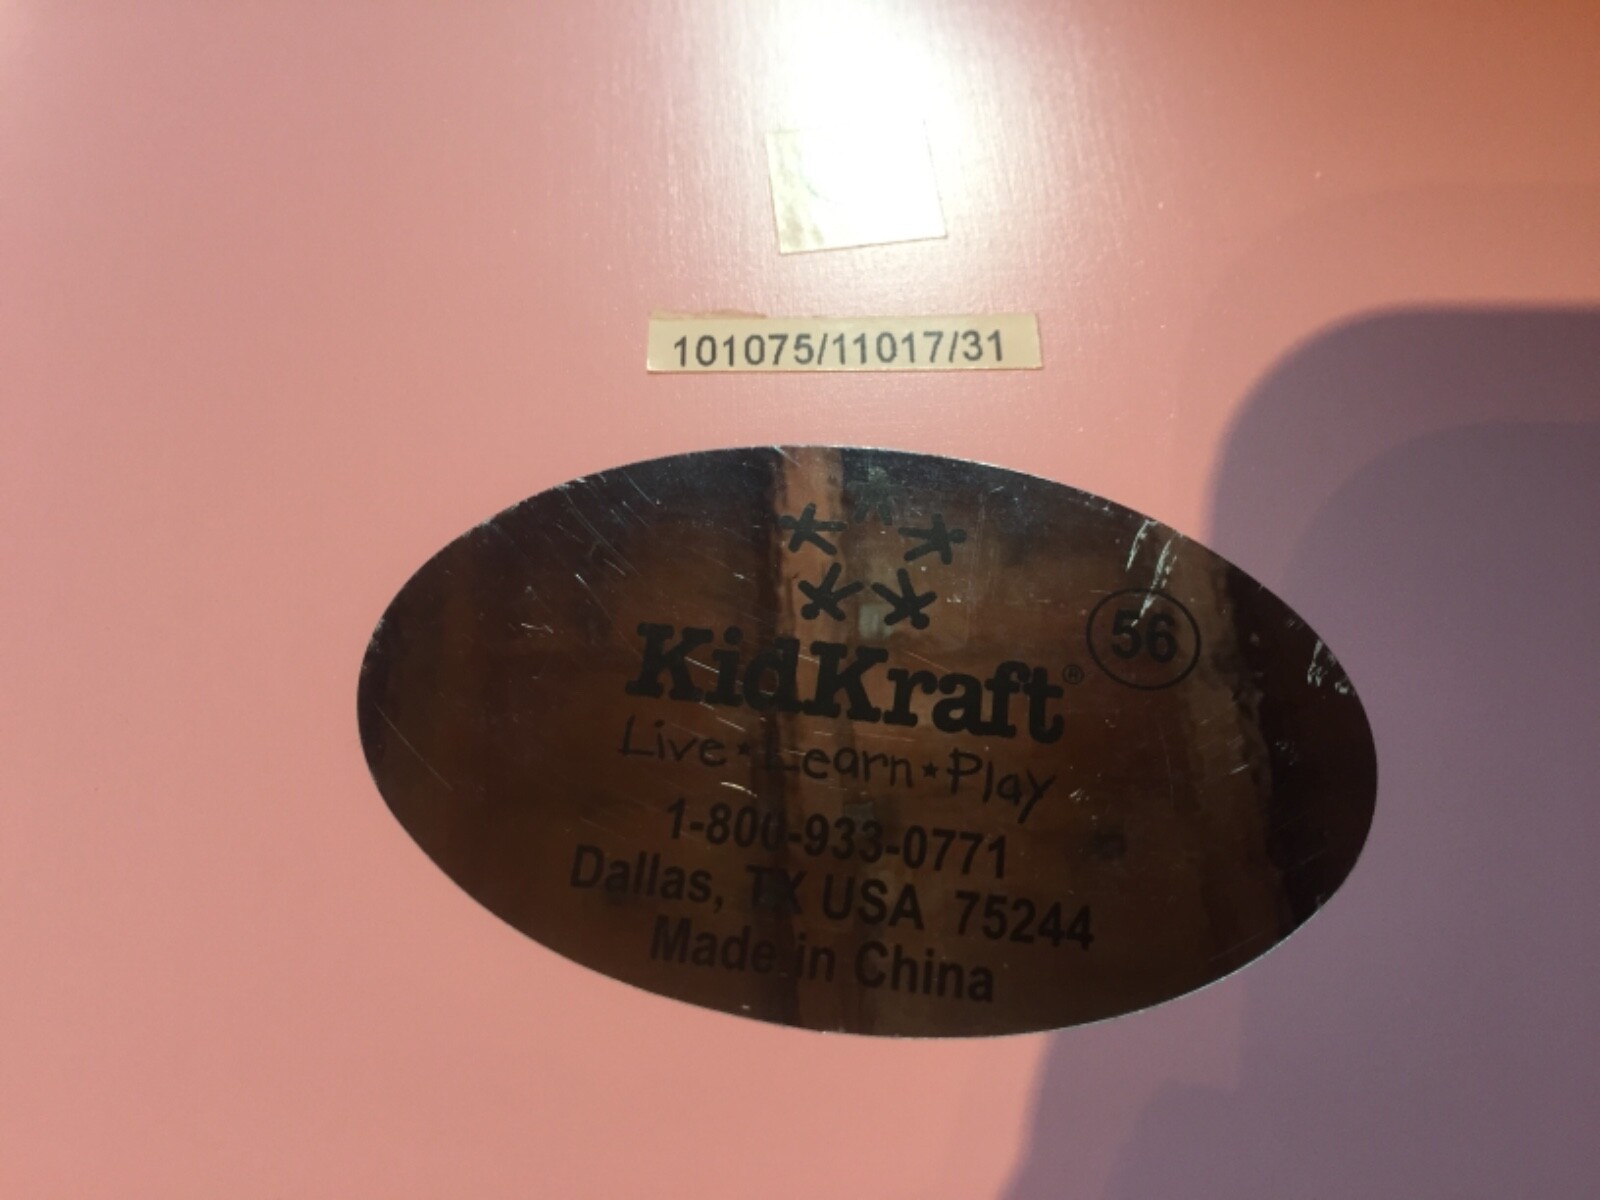 101075/11017/31
56
KidKraft®
Live★Learn★Play
1-800-933-0771
Dallas, TX USA 75244
Made in China